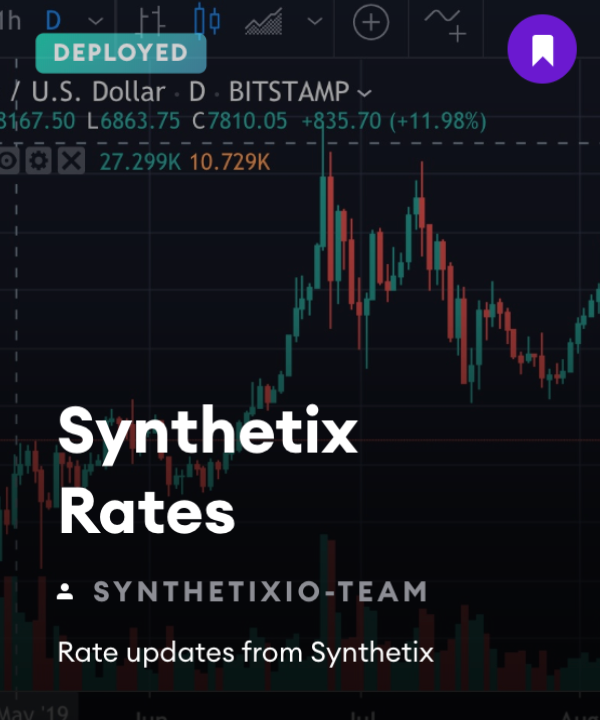 1h D
DEPLOYED
/ U.S. Dollar · D · BITSTAMP
8167.50 L6863.75 C7810.05 +835.70 (+11.98%)
27.299K 10.729K
Synthetix
Rates
SYNTHETIXIO-TEAM
Rate updates from Synthetix
May '19 Jun Jul Aug